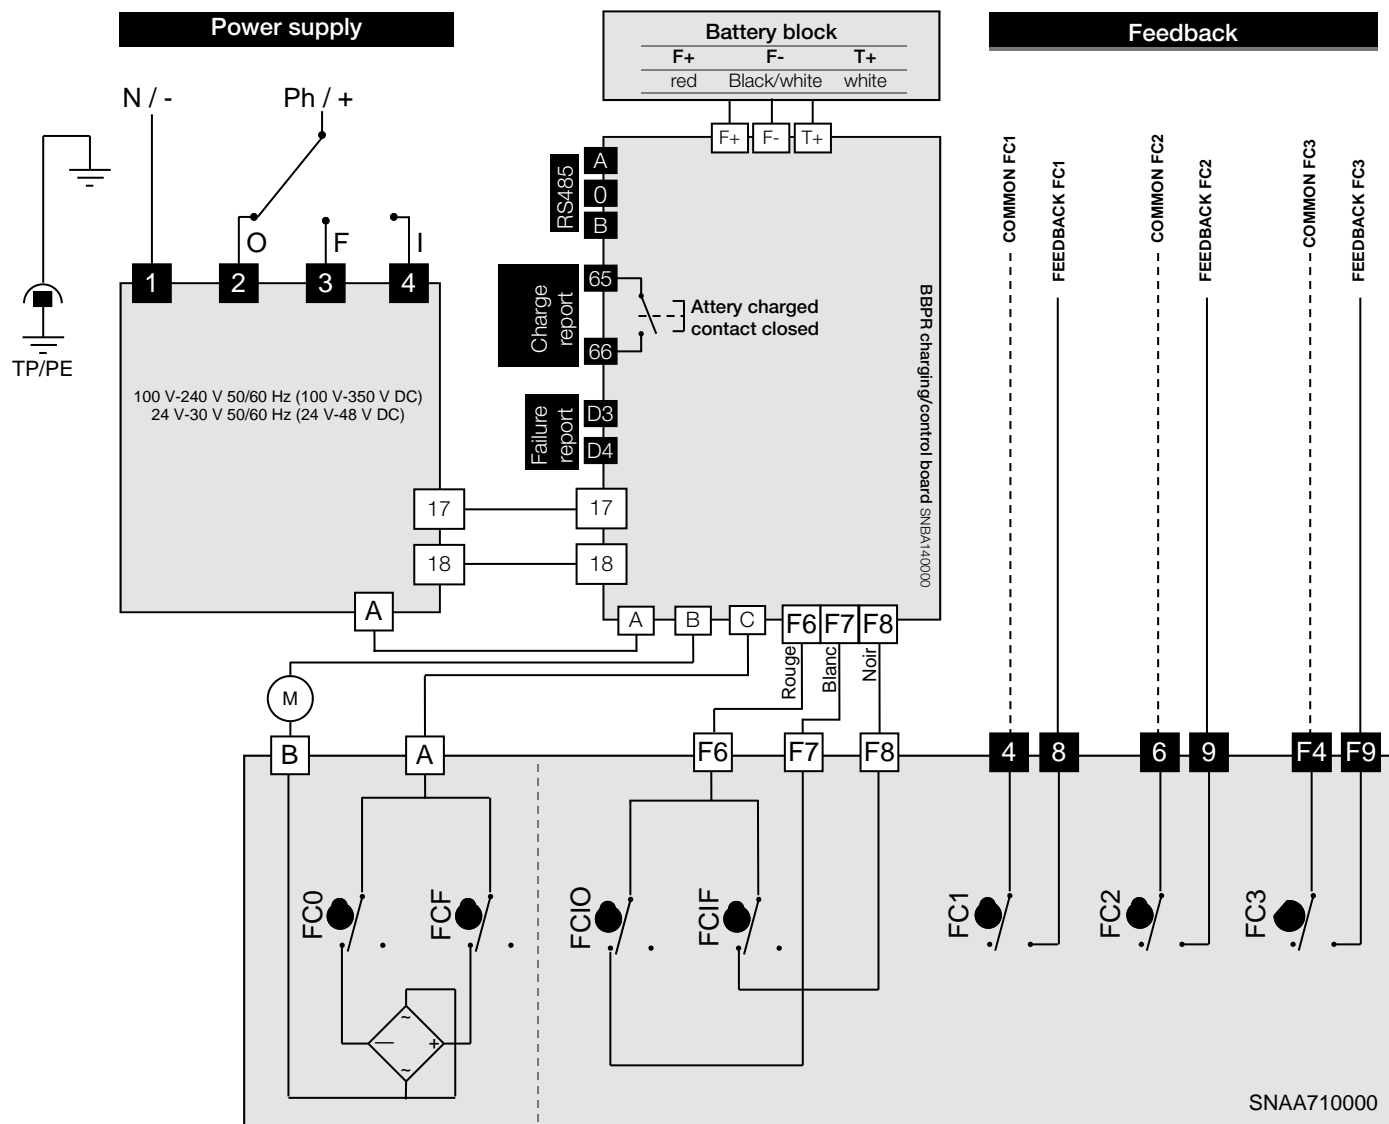 Power supply
Battery block
F+ F- T+
red Black/white white
Feedback
N / -
Ph / +
O
F
I
1
2
3
4
TP/PE
100 V-240 V 50/60 Hz (100 V-350 V DC)
24 V-30 V 50/60 Hz (24 V-48 V DC)
17
18
A
F+
F-
T+
RS485
A
0
B
Charge
report
65
66
Attery charged
contact closed
Failure
report
D3
D4
17
18
BBPR charging/control board SNBA140000
A
B
C
F6
F7
F8
Rouge
Blanc
Noir
COMMON FC1
FEEDBACK FC1
COMMON FC2
FEEDBACK FC2
COMMON FC3
FEEDBACK FC3
M
B
A
F6
F7
F8
4
8
6
9
F4
F9
FC0
FCF
FCIO
FCIF
FC1
FC2
FC3
~
—
+
~
SNAA710000